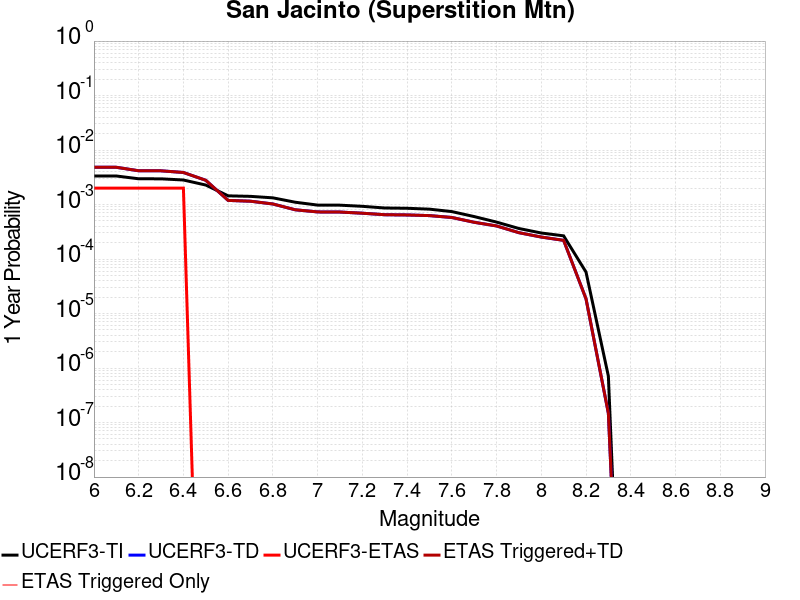 San Jacinto (Superstition Mtn)
10^0
10^-1
10^-2
10^-3
10^-4
10^-5
10^-6
10^-7
10^-8
1 Year Probability
6 6.2 6.4 6.6 6.8 7 7.2 7.4 7.6 7.8 8 8.2 8.4 8.6 8.8 9
Magnitude
UCERF3-TI UCERF3-TD UCERF3-ETAS ETAS Triggered+TD
ETAS Triggered Only